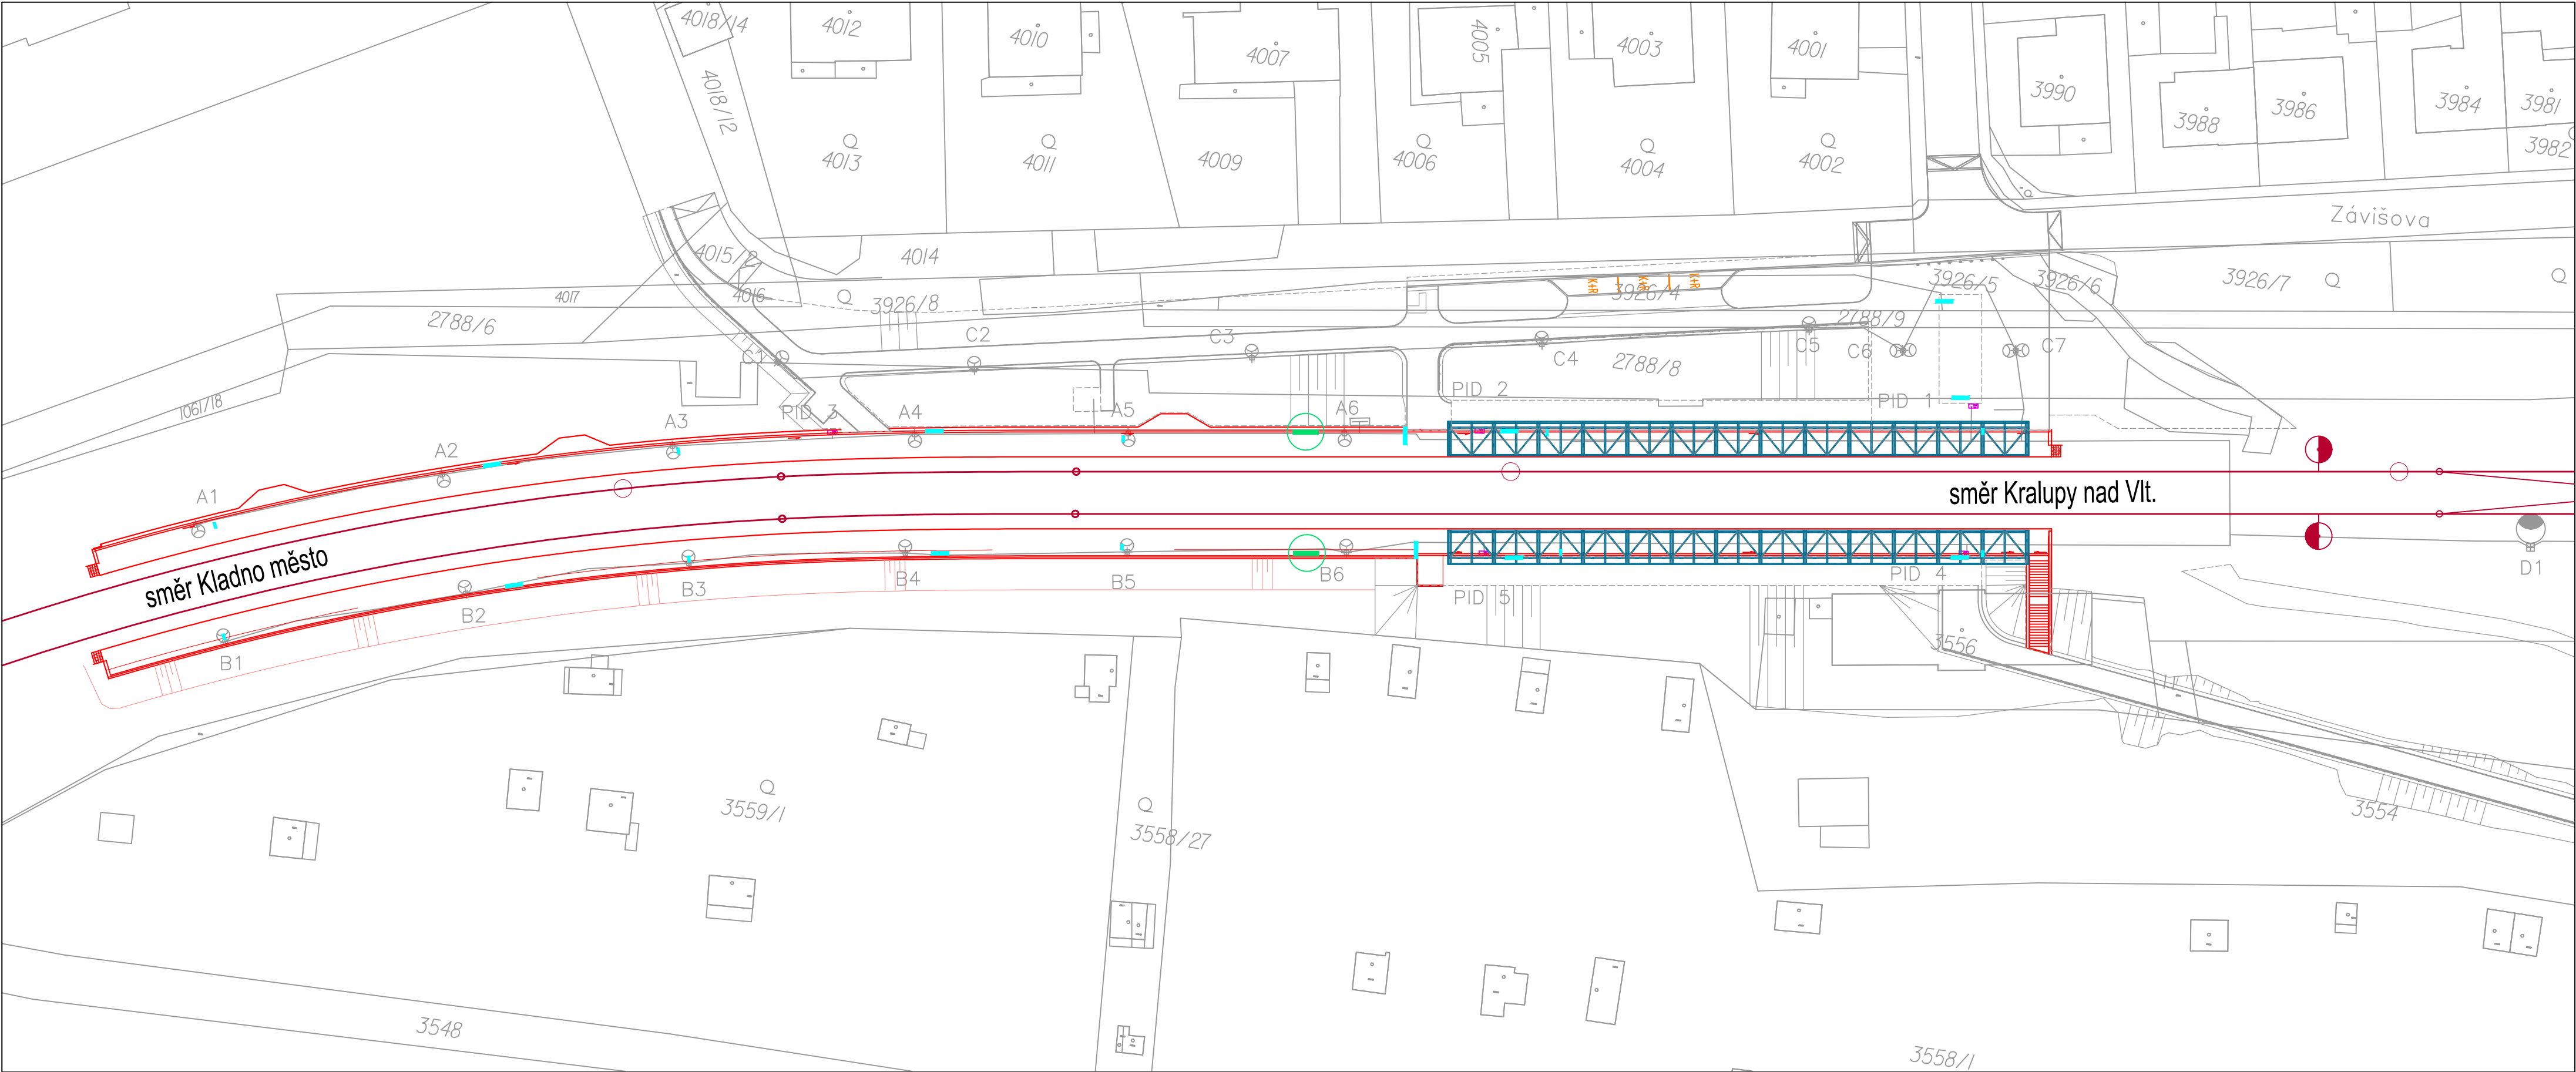 4018/14
4012
4010
4007
4005
4003
4001
3990
3988
3986
3984
3981
4018/12
4013
4011
4009
4006
4004
4002
3982
Závišova
4015/2
4014
4017
4016
3926/8
K+R
K+R
K+R
3926/4
3926/5
3926/6
3926/7
2788/6
2788/9
C1
C2
C3
C4
C5
C6
C7
2788/8
1061/18
PID 3
PID 2
PID 1
A1
A2
A3
A4
A5
A6
směr Kralupy nad Vlt.
směr Kladno město
B1
B2
B3
B4
B5
B6
PID 5
PID 4
D1
3556
3559/1
3558/27
3554
3548
3558/1